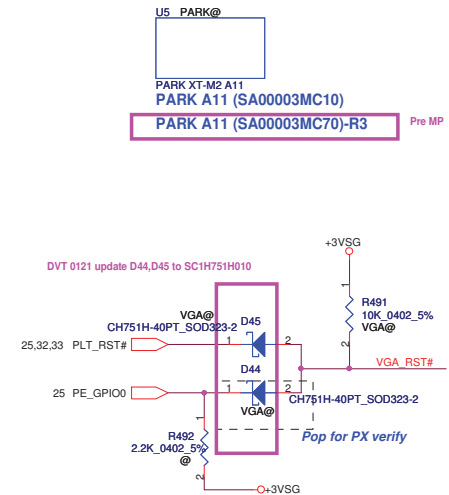 U5 PARK@
PARK XT-M2 A11
PARK A11 (SA00003MC10)
PARK A11 (SA00003MC70)-R3 Pre MP
+3VSG
DVT 0121 update D44,D45 to SC1H751H010
1
R491
10K_0402_5%
VGA@
2
VGA@
CH751H-40PT_SOD323-2
D45
25,32,33 PLT_RST#
1 2
VGA_RST#
D44
25 PE_GPIO0
1 2
VGA@
CH751H-40PT_SOD323-2
1
R492
2.2K_0402_5%
@
2
Pop for PX verify
+3VSG